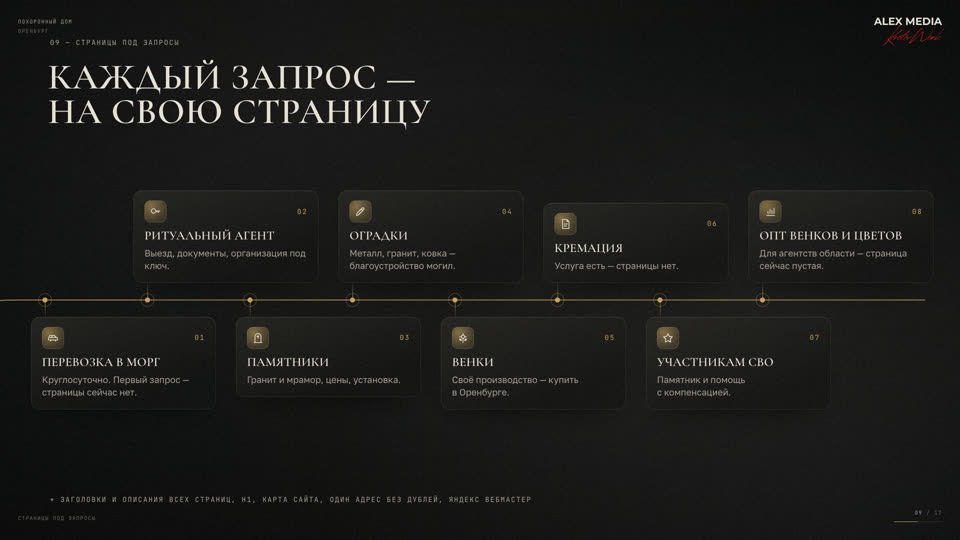 ПОХОРОННЫЙ ДОМ
ОРЕНБУРГ
ALEX MEDIA
09 — СТРАНИЦЫ ПОД ЗАПРОСЫ
КАЖДЫЙ ЗАПРОС —
НА СВОЮ СТРАНИЦУ
02
РИТУАЛЬНЫЙ АГЕНТ
Выезд, документы, организация под
ключ.
04
ОГРАДКИ
Металл, гранит, ковка —
благоустройство могил.
06
КРЕМАЦИЯ
Услуга есть — страницы нет.
08
ОПТ ВЕНКОВ И ЦВЕТОВ
Для агентств области — страница
сейчас пустая.
01
ПЕРЕВОЗКА В МОРГ
Круглосуточно. Первый запрос —
страницы сейчас нет.
03
ПАМЯТНИКИ
Гранит и мрамор, цены, установка.
05
ВЕНКИ
Своё производство — купить
в Оренбурге.
07
УЧАСТНИКАМ СВО
Памятник и помощь
с компенсацией.
+ ЗАГОЛОВКИ И ОПИСАНИЯ ВСЕХ СТРАНИЦ, H1, КАРТА САЙТА, ОДИН АДРЕС БЕЗ ДУБЛЕЙ, ЯНДЕКС ВЕБМАСТЕР
СТРАНИЦЫ ПОД ЗАПРОСЫ
09 / 17